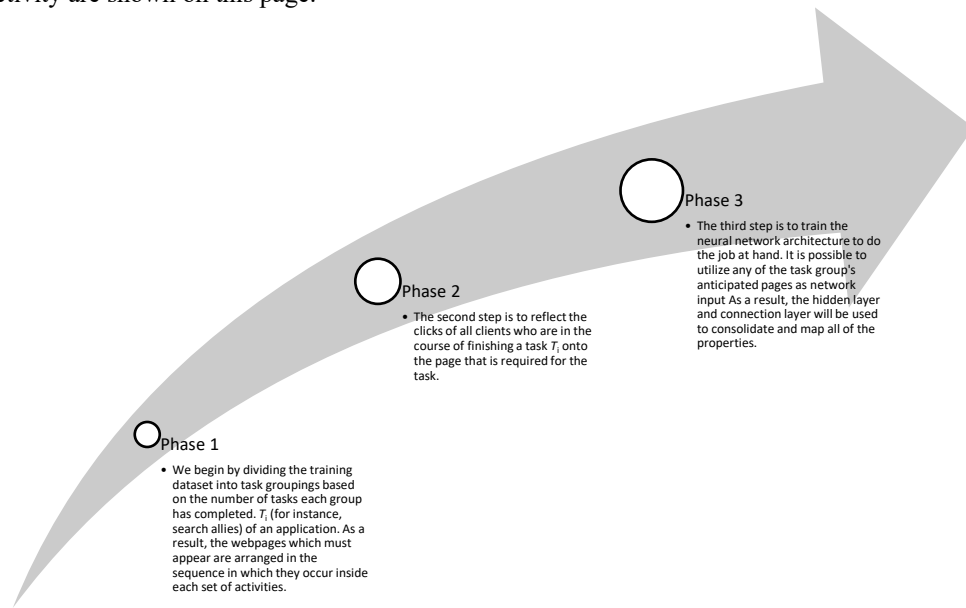 ctivity are shown on this page.
Phase 3
• The third step is to train the
neural network architecture to do
the job at hand. It is possible to
utilize any of the task group's
anticipated pages as network
input As a result, the hidden layer
and connection layer will be used
to consolidate and map all of the
properties.
Phase 2
• The second step is to reflect the
clicks of all clients who are in the
course of finishing a task Ti onto
the page that is required for the
task.
Phase 1
• We begin by dividing the training
dataset into task groupings based
on the number of tasks each group
has completed. Ti (for instance,
search allies) of an application. As a
result, the webpages which must
appear are arranged in the
sequence in which they occur inside
each set of activities.